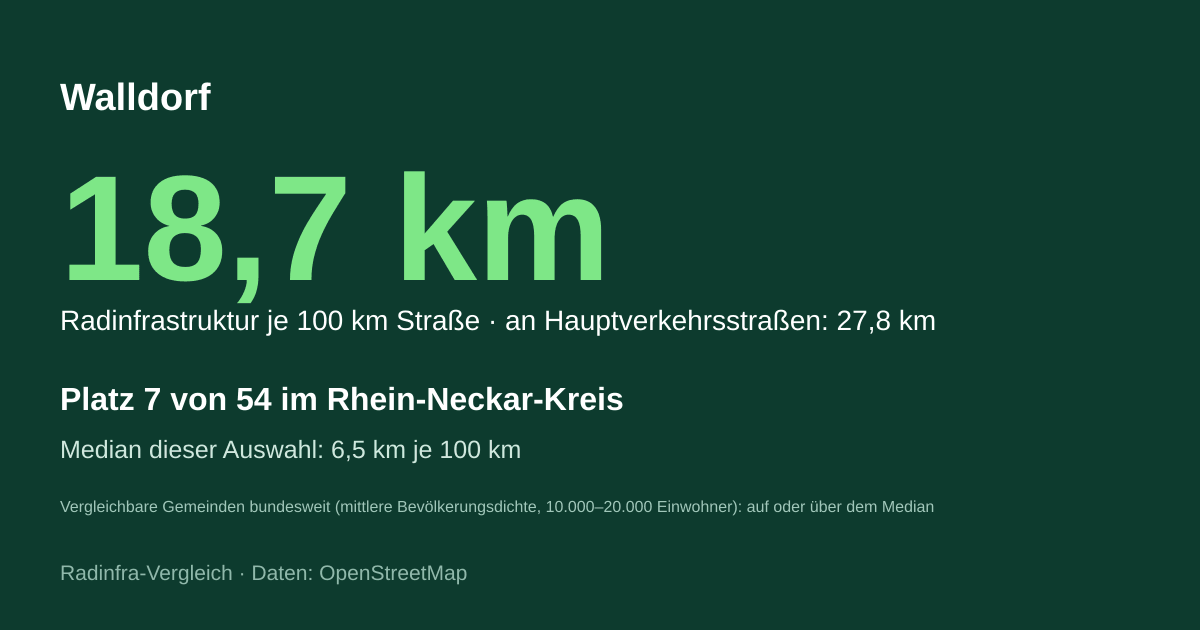 Walldorf
18,7 km
Radinfrastruktur je 100 km Straße · an Hauptverkehrsstraßen: 27,8 km
Platz 7 von 54 im Rhein-Neckar-Kreis
Median dieser Auswahl: 6,5 km je 100 km
Vergleichbare Gemeinden bundesweit (mittlere Bevölkerungsdichte, 10.000–20.000 Einwohner): auf oder über dem Median
Radinfra-Vergleich · Daten: OpenStreetMap